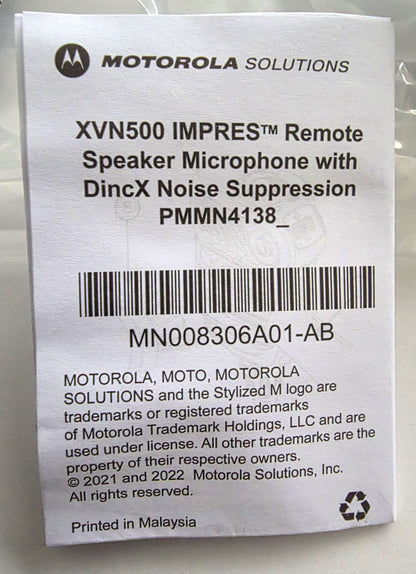 MOTOROLA SOLUTIONS
XVN500 IMPRES™ Remote
Speaker Microphone with
DincX Noise Suppression
PMMN4138_
MN008306A01-AB
MOTOROLA, MOTO, MOTOROLA
SOLUTIONS and the Stylized M logo are
trademarks or registered trademarks
of Motorola Trademark Holdings, LLC and are
used under license. All other trademarks are the
property of their respective owners.
© 2021 and 2022 Motorola Solutions, Inc.
All rights reserved.
Printed in Malaysia